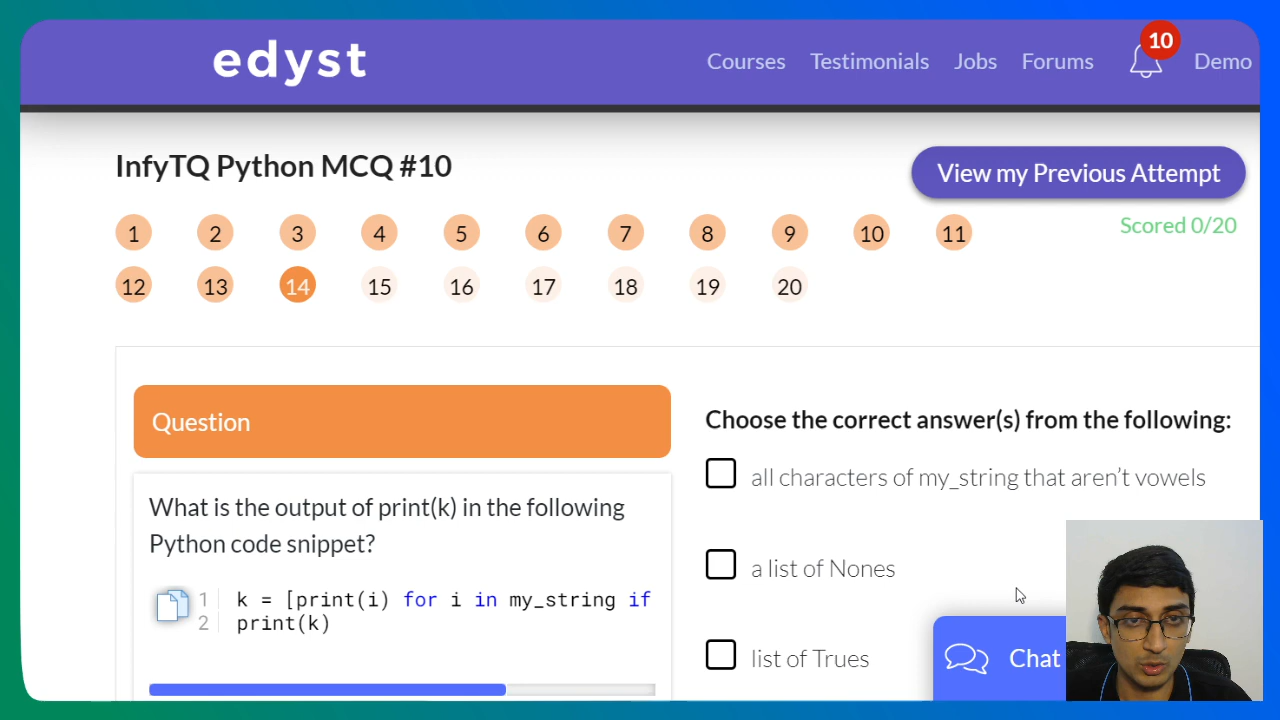 edyst
Courses Testimonials Jobs Forums 10 Demo
InfyTQ Python MCQ #10
View my Previous Attempt
1 2 3 4 5 6 7 8 9 10 11
Scored 0/20
12 13 14 15 16 17 18 19 20
Question
Choose the correct answer(s) from the following:
all characters of my_string that aren't vowels
What is the output of print(k) in the following
Python code snippet?
a list of Nones
1 k = [print(i) for i in my_string if
2 print(k)
list of Trues
Chat